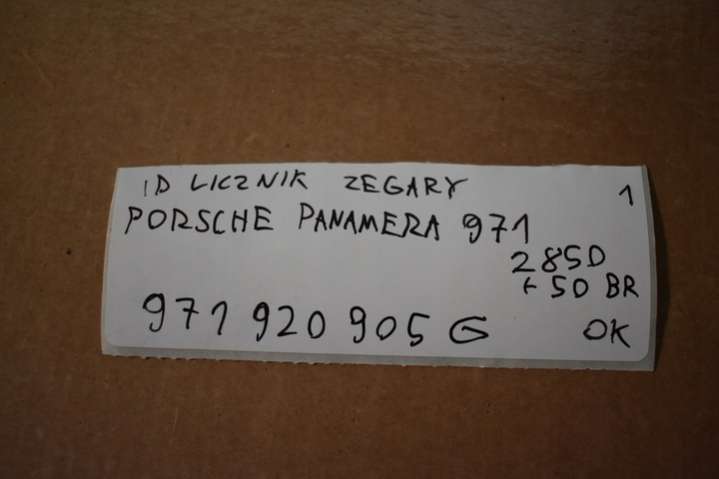 ID LICZNIK ZEGARY 1
PORSCHE PANAMERA 971
2850
+ 50 BR
971 920 905 G OK